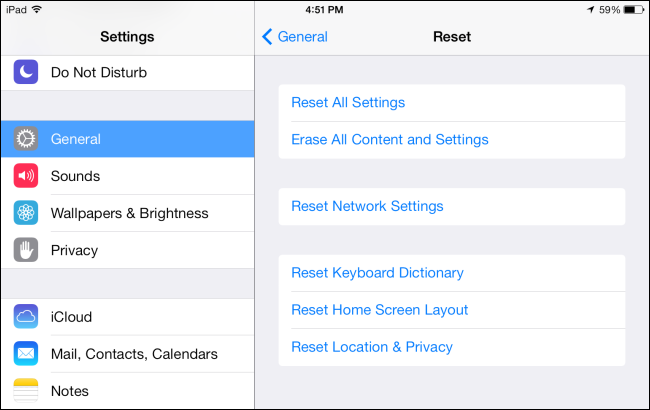 iPad
4:51 PM
59%
Settings
Do Not Disturb
General
Sounds
Wallpapers & Brightness
Privacy
iCloud
Mail, Contacts, Calendars
Notes
General
Reset
Reset All Settings
Erase All Content and Settings
Reset Network Settings
Reset Keyboard Dictionary
Reset Home Screen Layout
Reset Location & Privacy